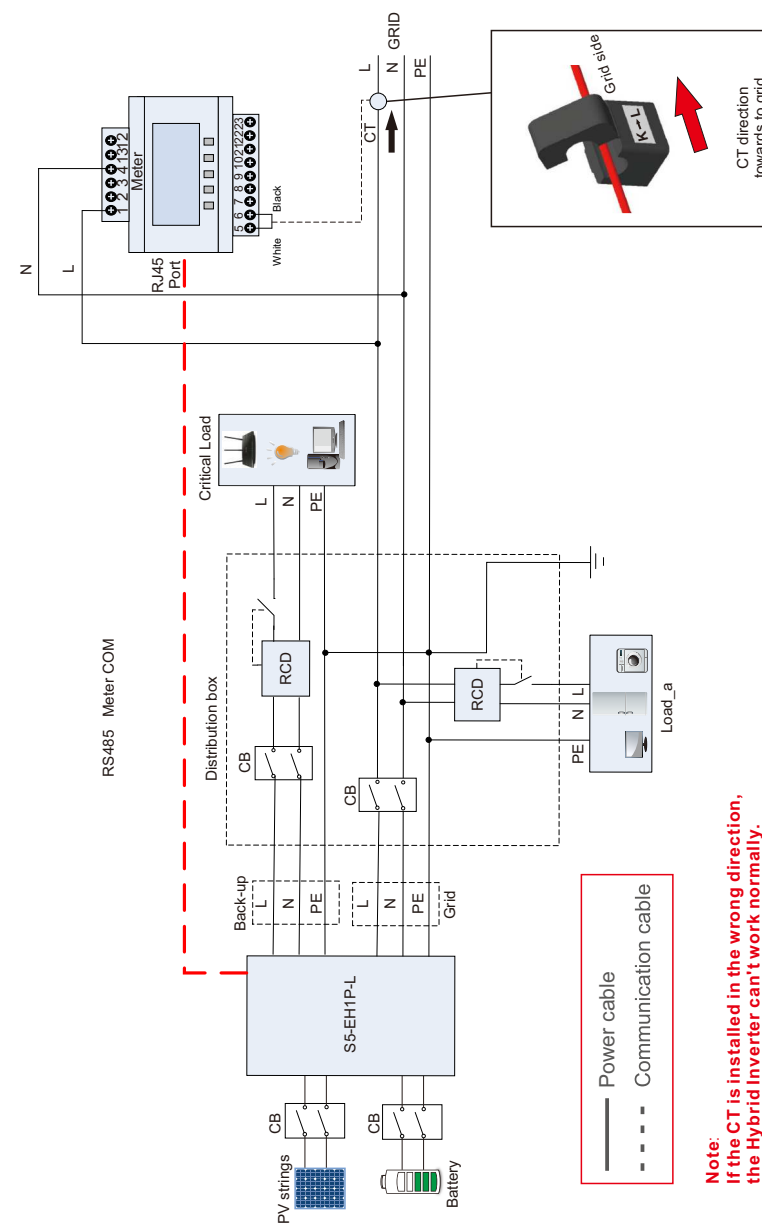 GRID
L
N
PE
CT
Grid side
K→L
CT direction
towards to grid
1 2 3 4 13 12
Meter
5 6 7 8 9 10 21 22 23
White
Black
RJ45
Port
N
L
RS485 Meter COM
Critical Load
L
N
PE
Distribution box
RCD
CB
RCD
CB
L
N
PE
Load_a
Back-up
L
N
PE
L
N
PE
Grid
S5-EH1P-L
CB
CB
PV strings
Battery
Power cable
Communication cable
Note:
If the CT is installed in the wrong direction,
the Hybrid Inverter can't work normally.